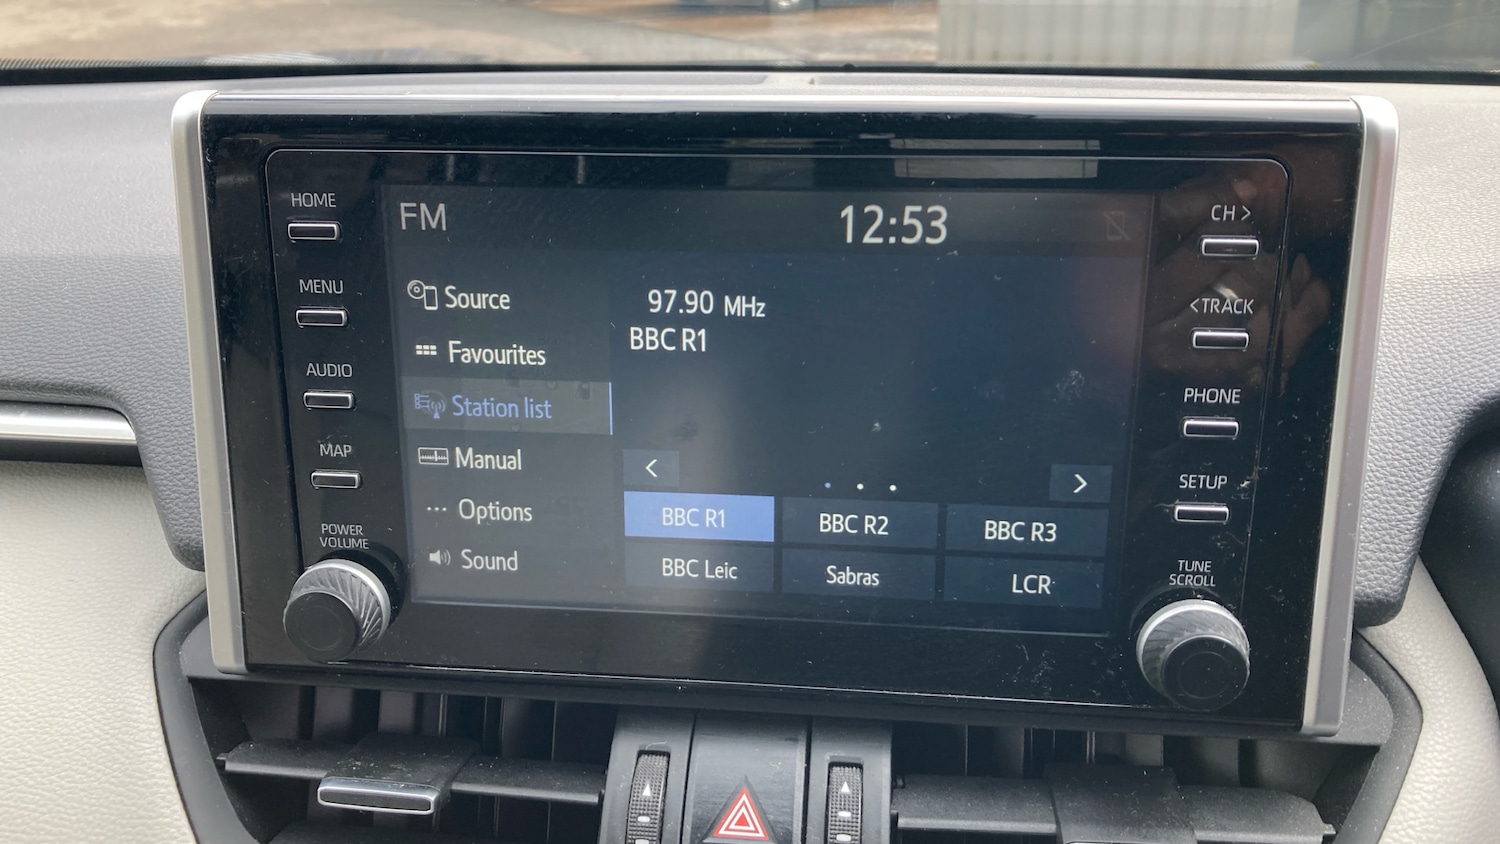 HOME
MENU
AUDIO
MAP
POWER
VOLUME
FM
12:53
Source
Favourites
Station list
Manual
Options
Sound
97.90 MHz
BBC R1
<
>
BBC R1
BBC R2
BBC R3
BBC Leic
Sabras
LCR
CH >
< TRACK
PHONE
SETUP
TUNE
SCROLL